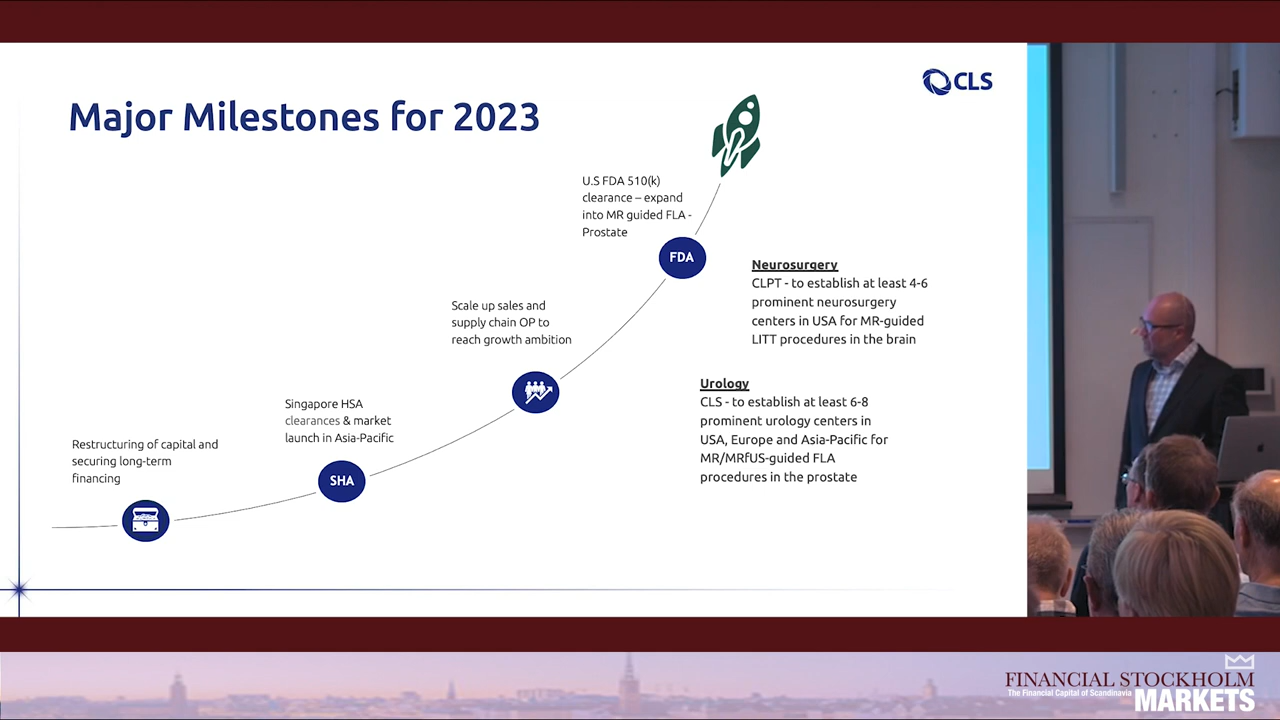 CLS
Major Milestones for 2023
U.S FDA 510(k)
clearance – expand
into MR guided FLA -
Prostate
FDA
Neurosurgery
CLPT - to establish at least 4-6
prominent neurosurgery
centers in USA for MR-guided
LITT procedures in the brain
Scale up sales and
supply chain OP to
reach growth ambition
Urology
CLS - to establish at least 6-8
prominent urology centers in
USA, Europe and Asia-Pacific for
MR/MRfUS-guided FLA
procedures in the prostate
Singapore HSA
clearances & market
launch in Asia-Pacific
SHA
Restructuring of capital and
securing long-term
financing
FINANCIAL STOCKHOLM
The Financial Capital of Scandinavia
MARKETS